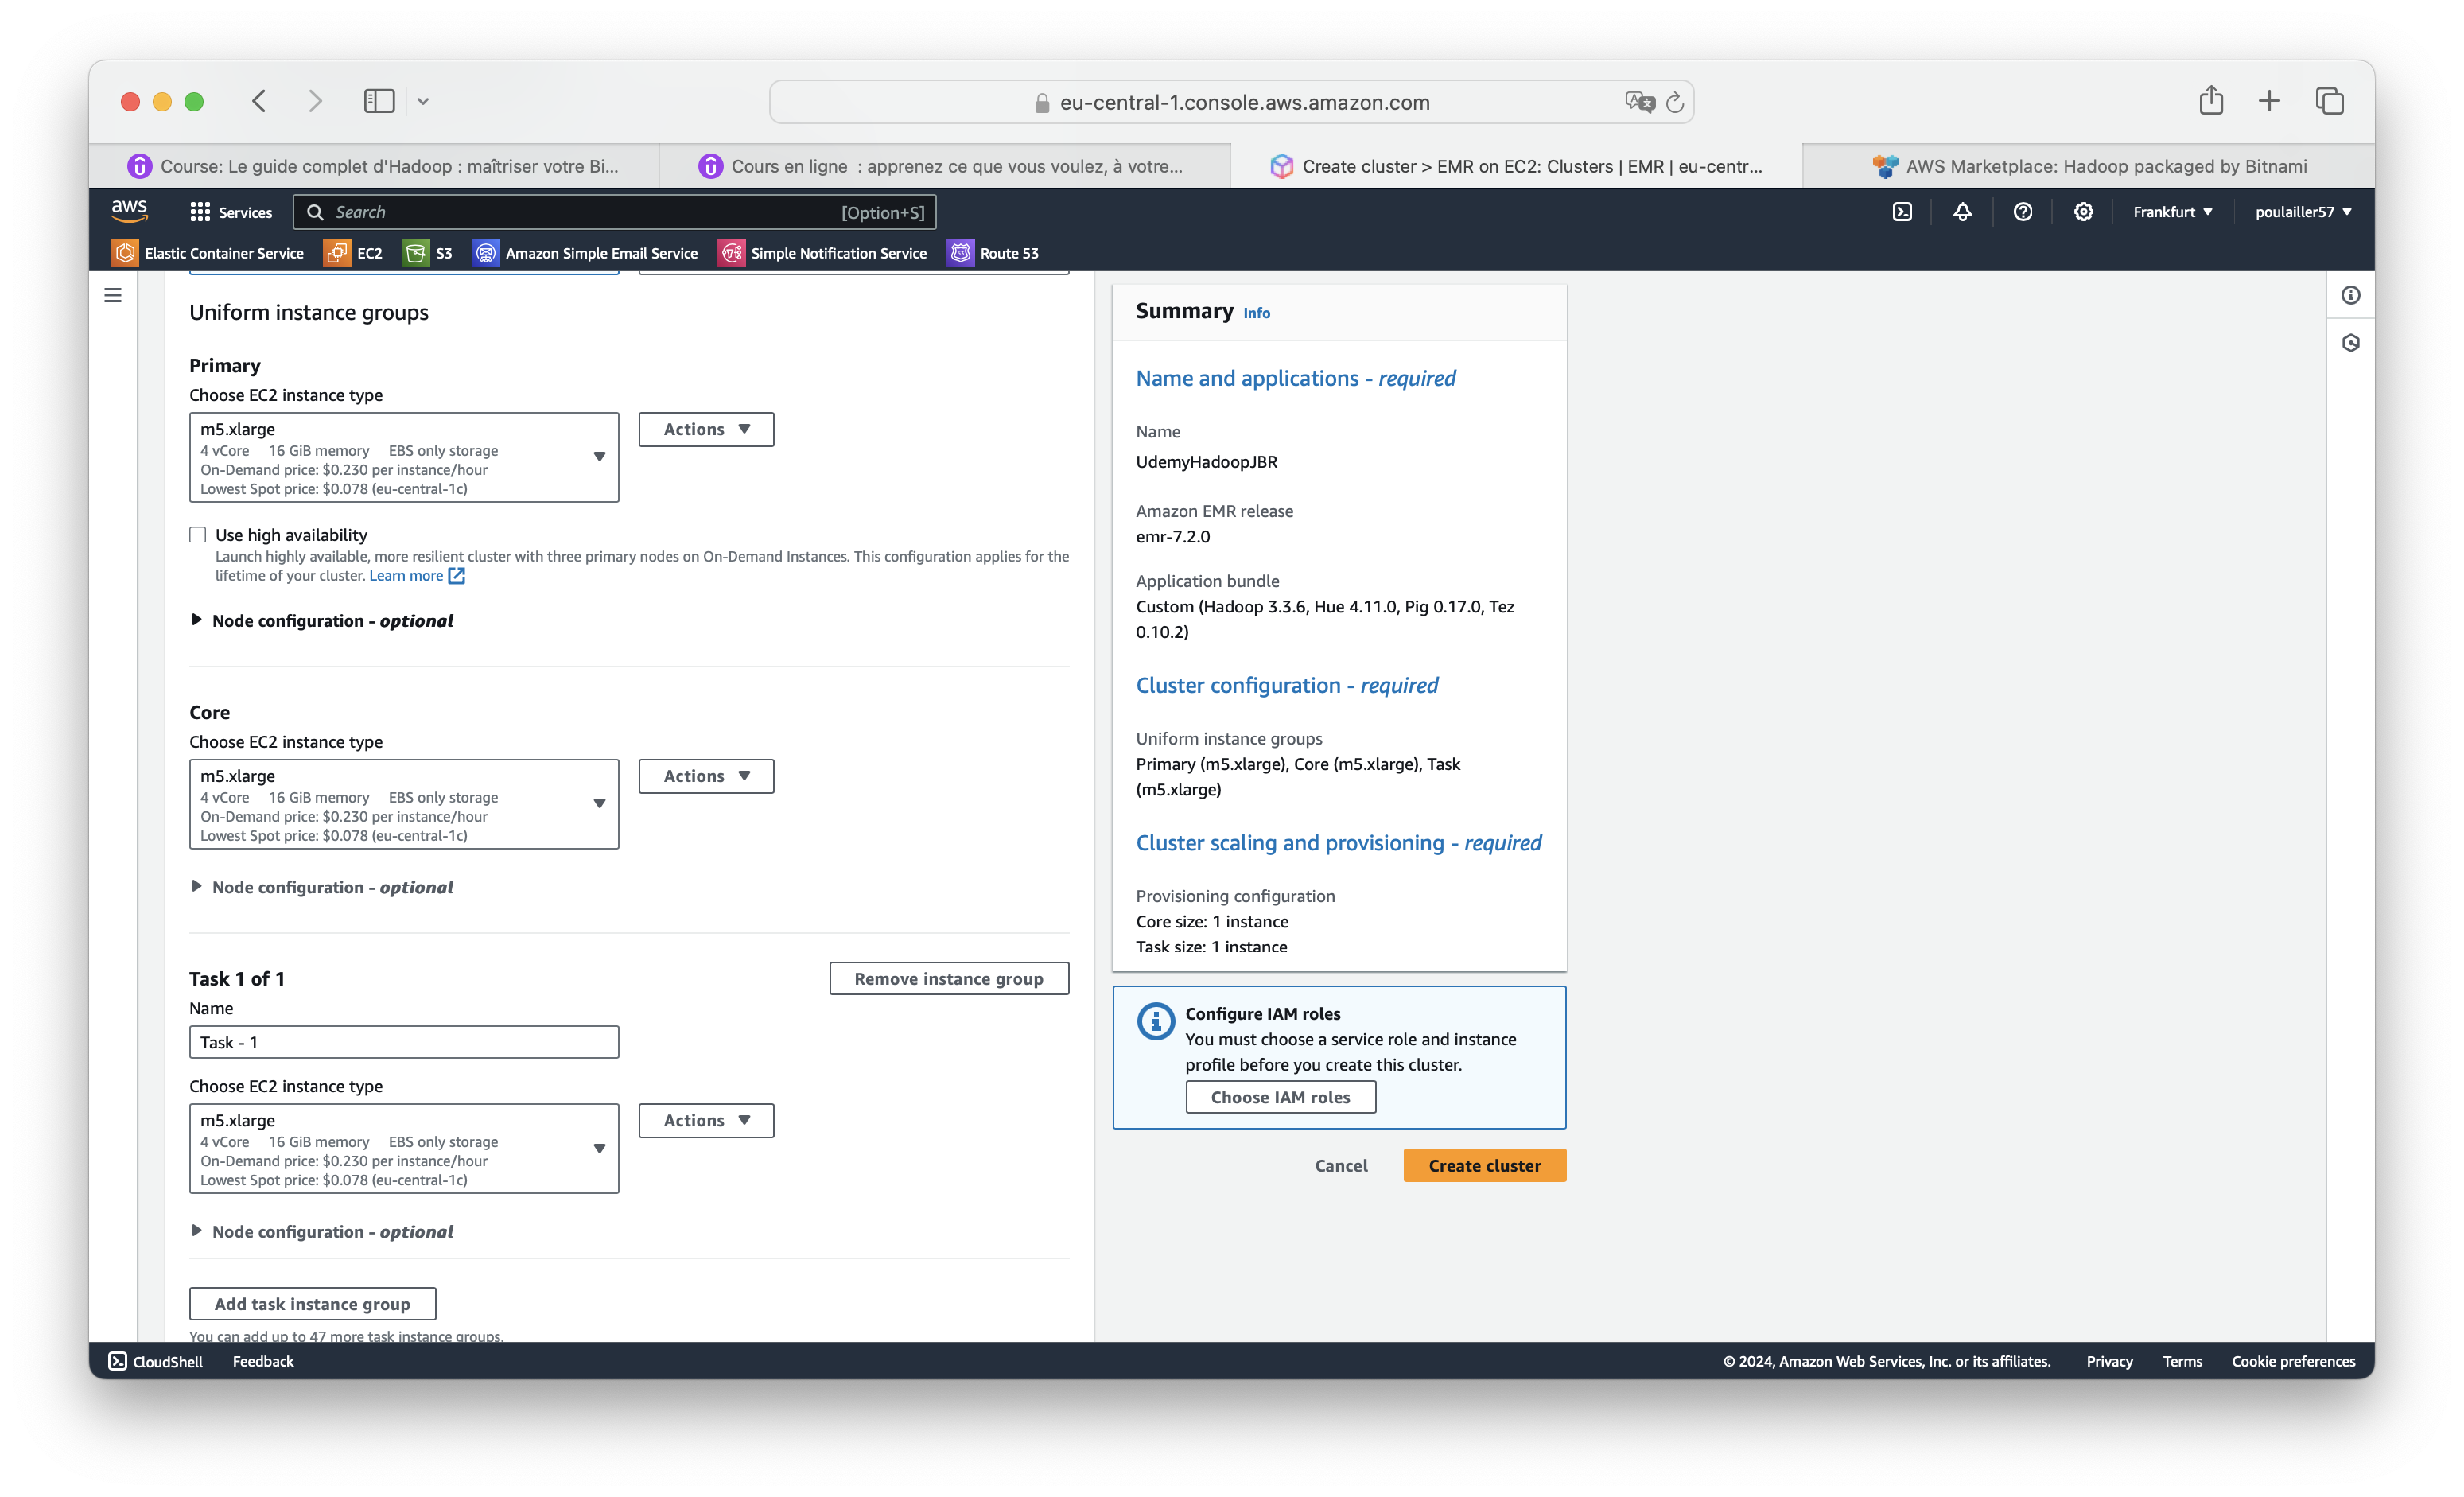 eu-central-1.console.aws.amazon.com
Course: Le guide complet d'Hadoop : maîtriser votre Bi...
Cours en ligne : apprenez ce que vous voulez, à votre...
Create cluster > EMR on EC2: Clusters | EMR | eu-centr...
AWS Marketplace: Hadoop packaged by Bitnami
aws
Services
Search
[Option+S]
Frankfurt
poulailler57
Elastic Container Service
EC2
S3
Amazon Simple Email Service
Simple Notification Service
Route 53
Uniform instance groups
Primary
Choose EC2 instance type
m5.xlarge
4 vCore 16 GiB memory EBS only storage
On-Demand price: $0.230 per instance/hour
Lowest Spot price: $0.078 (eu-central-1c)
Actions
Use high availability
Launch highly available, more resilient cluster with three primary nodes on On-Demand Instances. This configuration applies for the
lifetime of your cluster. Learn more
Node configuration - optional
Core
Choose EC2 instance type
m5.xlarge
4 vCore 16 GiB memory EBS only storage
On-Demand price: $0.230 per instance/hour
Lowest Spot price: $0.078 (eu-central-1c)
Actions
Node configuration - optional
Task 1 of 1
Remove instance group
Name
Task - 1
Choose EC2 instance type
m5.xlarge
4 vCore 16 GiB memory EBS only storage
On-Demand price: $0.230 per instance/hour
Lowest Spot price: $0.078 (eu-central-1c)
Actions
Node configuration - optional
Add task instance group
You can add up to 47 more task instance groups.
Summary Info
Name and applications - required
Name
UdemyHadoopJBR
Amazon EMR release
emr-7.2.0
Application bundle
Custom (Hadoop 3.3.6, Hue 4.11.0, Pig 0.17.0, Tez
0.10.2)
Cluster configuration - required
Uniform instance groups
Primary (m5.xlarge), Core (m5.xlarge), Task
(m5.xlarge)
Cluster scaling and provisioning - required
Provisioning configuration
Core size: 1 instance
Task size: 1 instance
Configure IAM roles
You must choose a service role and instance
profile before you create this cluster.
Choose IAM roles
Cancel
Create cluster
CloudShell
Feedback
© 2024, Amazon Web Services, Inc. or its affiliates.
Privacy
Terms
Cookie preferences